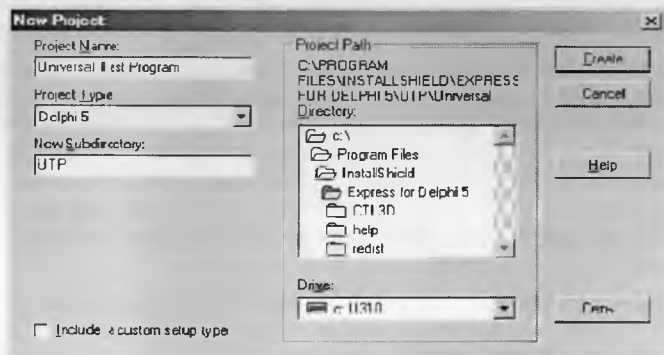 New Project
Project Name:
Universal Test Program
Project Type
Delphi 5
New Subdirectory:
UTP
Include a custom setup type
Project Path
C:\PROGRAM
FILES\INSTALLSHIELD\EXPRESS
FOR DELPHI 5\UTP\Universal
Directory:
c:\
Program Files
InstallShield
Express for Delphi 5
CTL3D
help
redist
Drive:
c:
Create
Cancel
Help